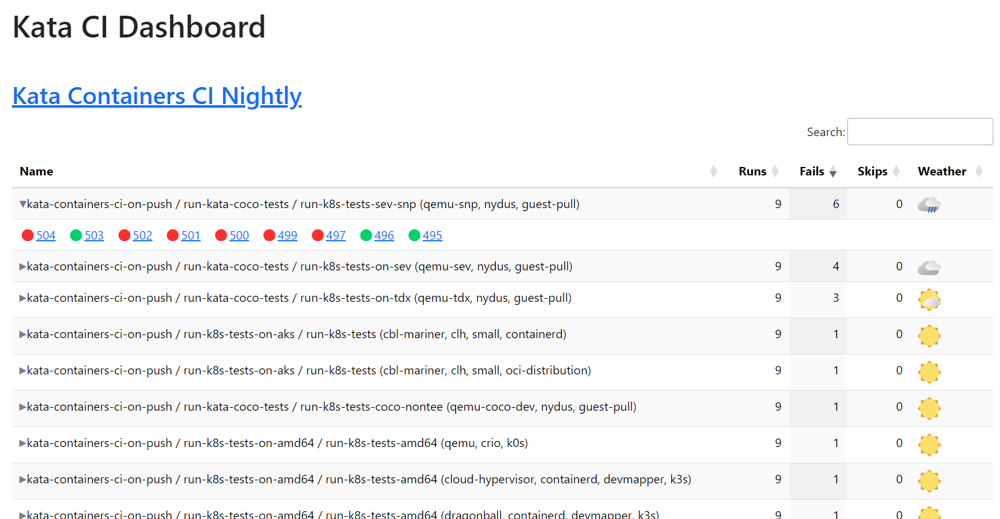 Kata CI Dashboard
Kata Containers CI Nightly
Search:
Name Runs Fails Skips Weather
kata-containers-ci-on-push / run-kata-coco-tests / run-k8s-tests-sev-snp (qemu-snp, nydus, guest-pull) 9 6 0
504 503 502 501 500 499 497 496 495
kata-containers-ci-on-push / run-kata-coco-tests / run-k8s-tests-on-sev (qemu-sev, nydus, guest-pull) 9 4 0
kata-containers-ci-on-push / run-kata-coco-tests / run-k8s-tests-on-tdx (qemu-tdx, nydus, guest-pull) 9 3 0
kata-containers-ci-on-push / run-k8s-tests-on-aks / run-k8s-tests (cbl-mariner, clh, small, containerd) 9 1 0
kata-containers-ci-on-push / run-k8s-tests-on-aks / run-k8s-tests (cbl-mariner, clh, small, oci-distribution) 9 1 0
kata-containers-ci-on-push / run-kata-coco-tests / run-k8s-tests-coco-nontee (qemu-coco-dev, nydus, guest-pull) 9 1 0
kata-containers-ci-on-push / run-k8s-tests-on-amd64 / run-k8s-tests-amd64 (qemu, crio, k0s) 9 1 0
kata-containers-ci-on-push / run-k8s-tests-on-amd64 / run-k8s-tests-amd64 (cloud-hypervisor, containerd, devmapper, k3s) 9 1 0
kata-containers-ci-on-push / run-k8s-tests-on-amd64 / run-k8s-tests-amd64 (dragonball, containerd, devmapper, k3s) 9 1 0